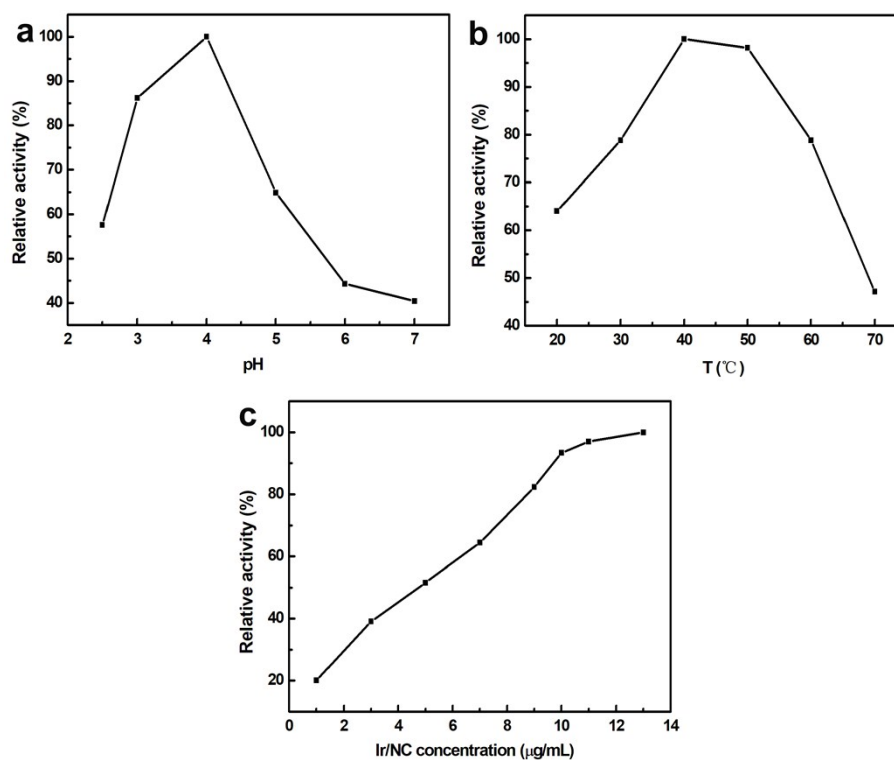 a
Relative activity (%)
100
90
80
70
60
50
40
2 3 4 5 6 7
pH
b
Relative activity (%)
100
90
80
70
60
50
40
20 30 40 50 60 70
T (℃)
c
Relative activity (%)
100
80
60
40
20
0 2 4 6 8 10 12 14
Ir/NC concentration (μg/mL)